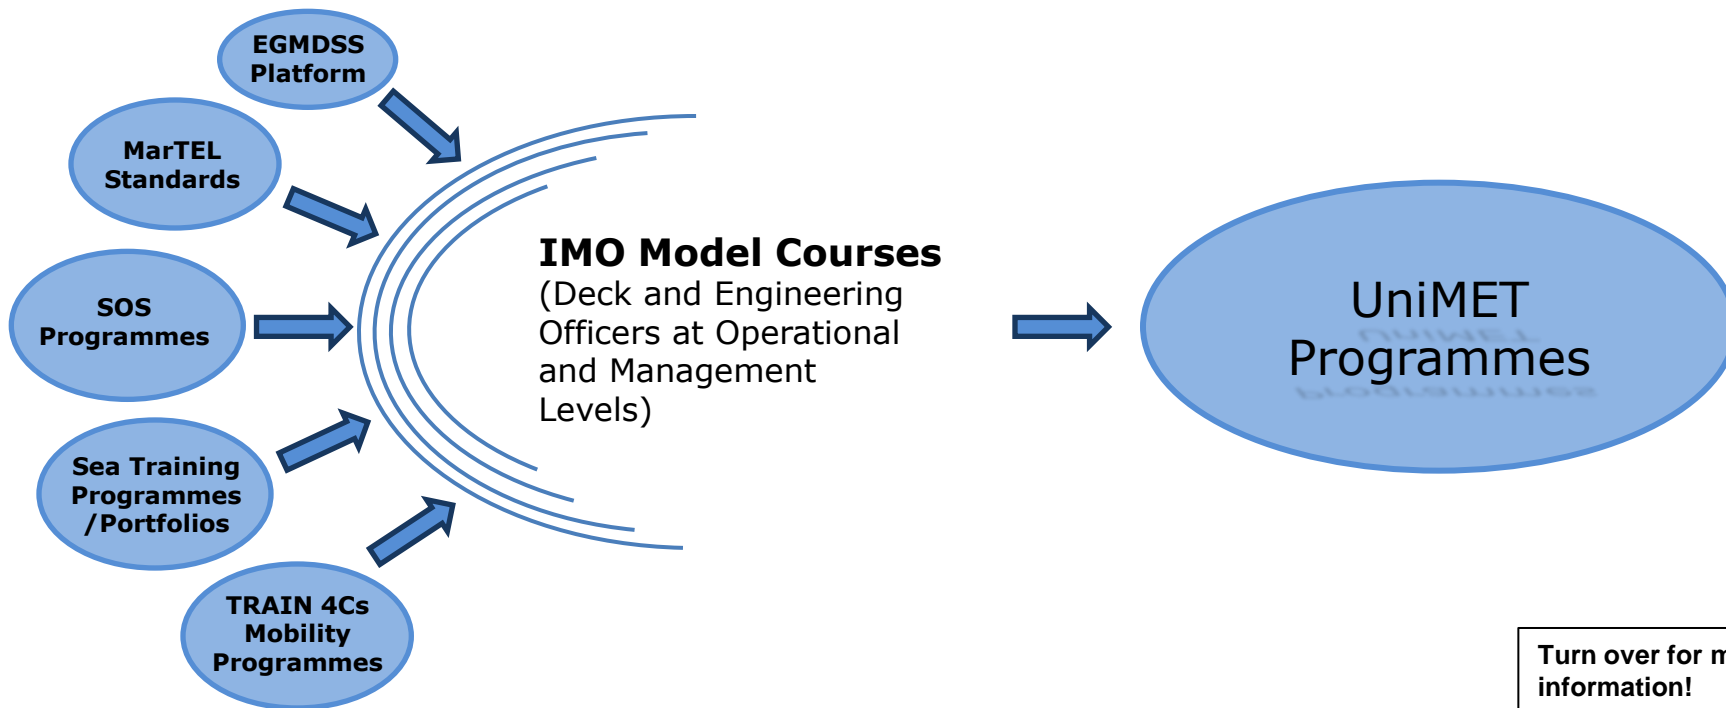 EGMDSS
Platform
MarTEL
Standards
SOS
Programmes
Sea Training
Programmes
/Portfolios
TRAIN 4Cs
Mobility
Programmes
IMO Model Courses
(Deck and Engineering
Officers at Operational
and Management
Levels)
UniMET
Programmes
Turn over for m
information!